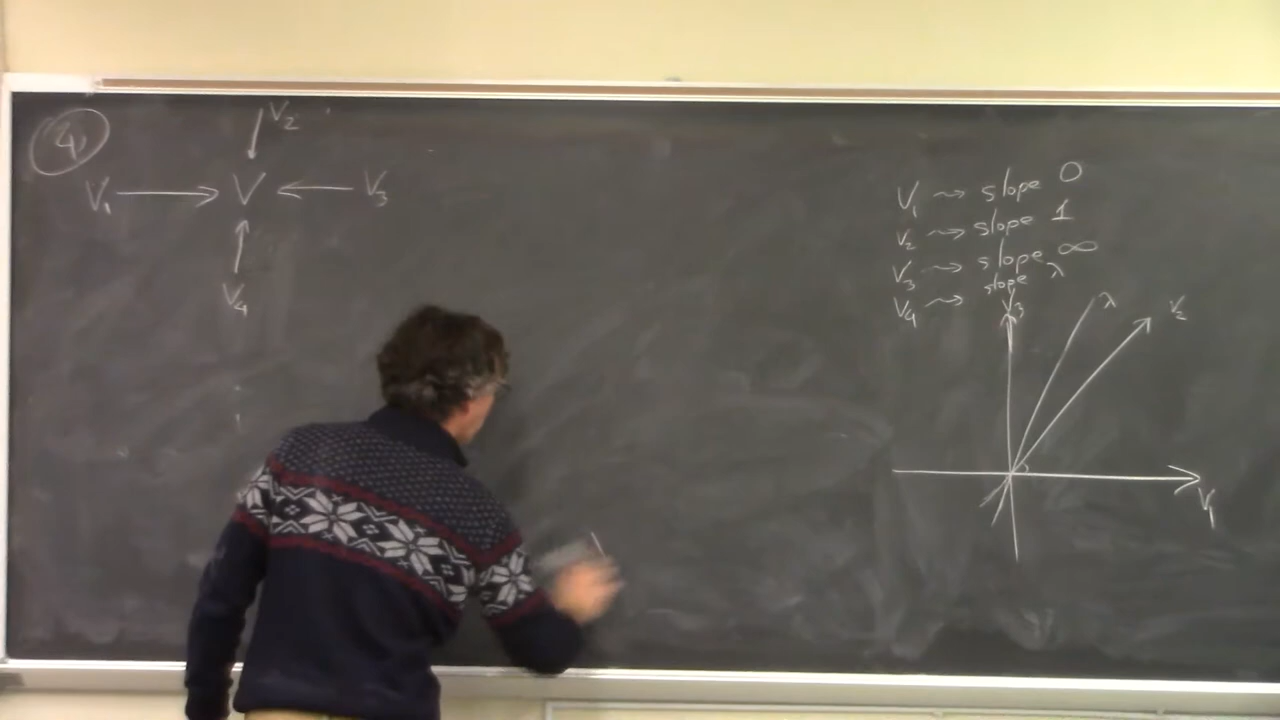 4)
V₂
V₁ → V ← V₃
V₄
V₁ ⇝ slope 0
V₂ ⇝ slope 1
V₃ ⇝ slope ∞
V₄ ⇝ slope λ
V₃ λ V₂
V₁